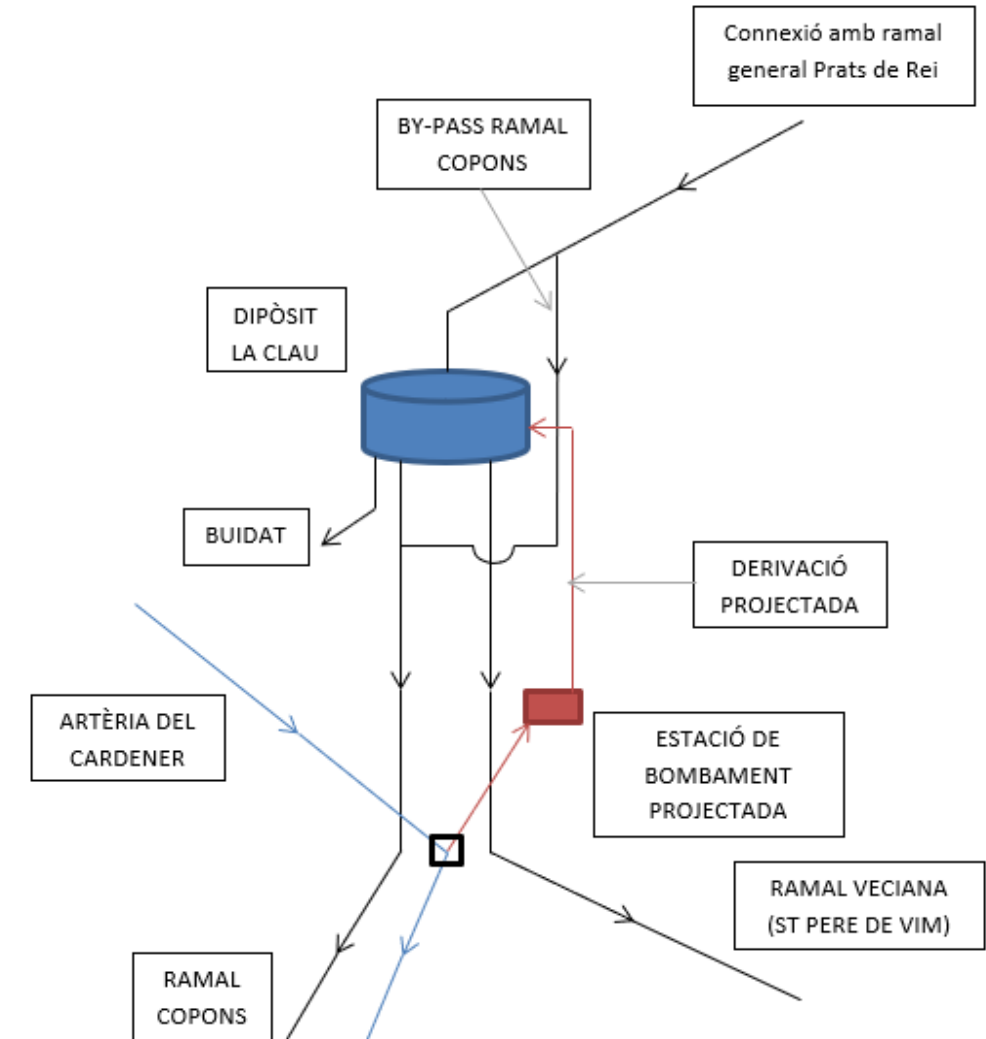 Connexió amb ramal
general Prats de Rei
BY-PASS RAMAL
COPONS
DIPÒSIT
LA CLAU
BUIDAT
DERIVACIÓ
PROJECTADA
ARTÈRIA DEL
CARDENER
ESTACIÓ DE
BOMBAMENT
PROJECTADA
RAMAL VECIANA
(ST PERE DE VIM)
RAMAL
COPONS